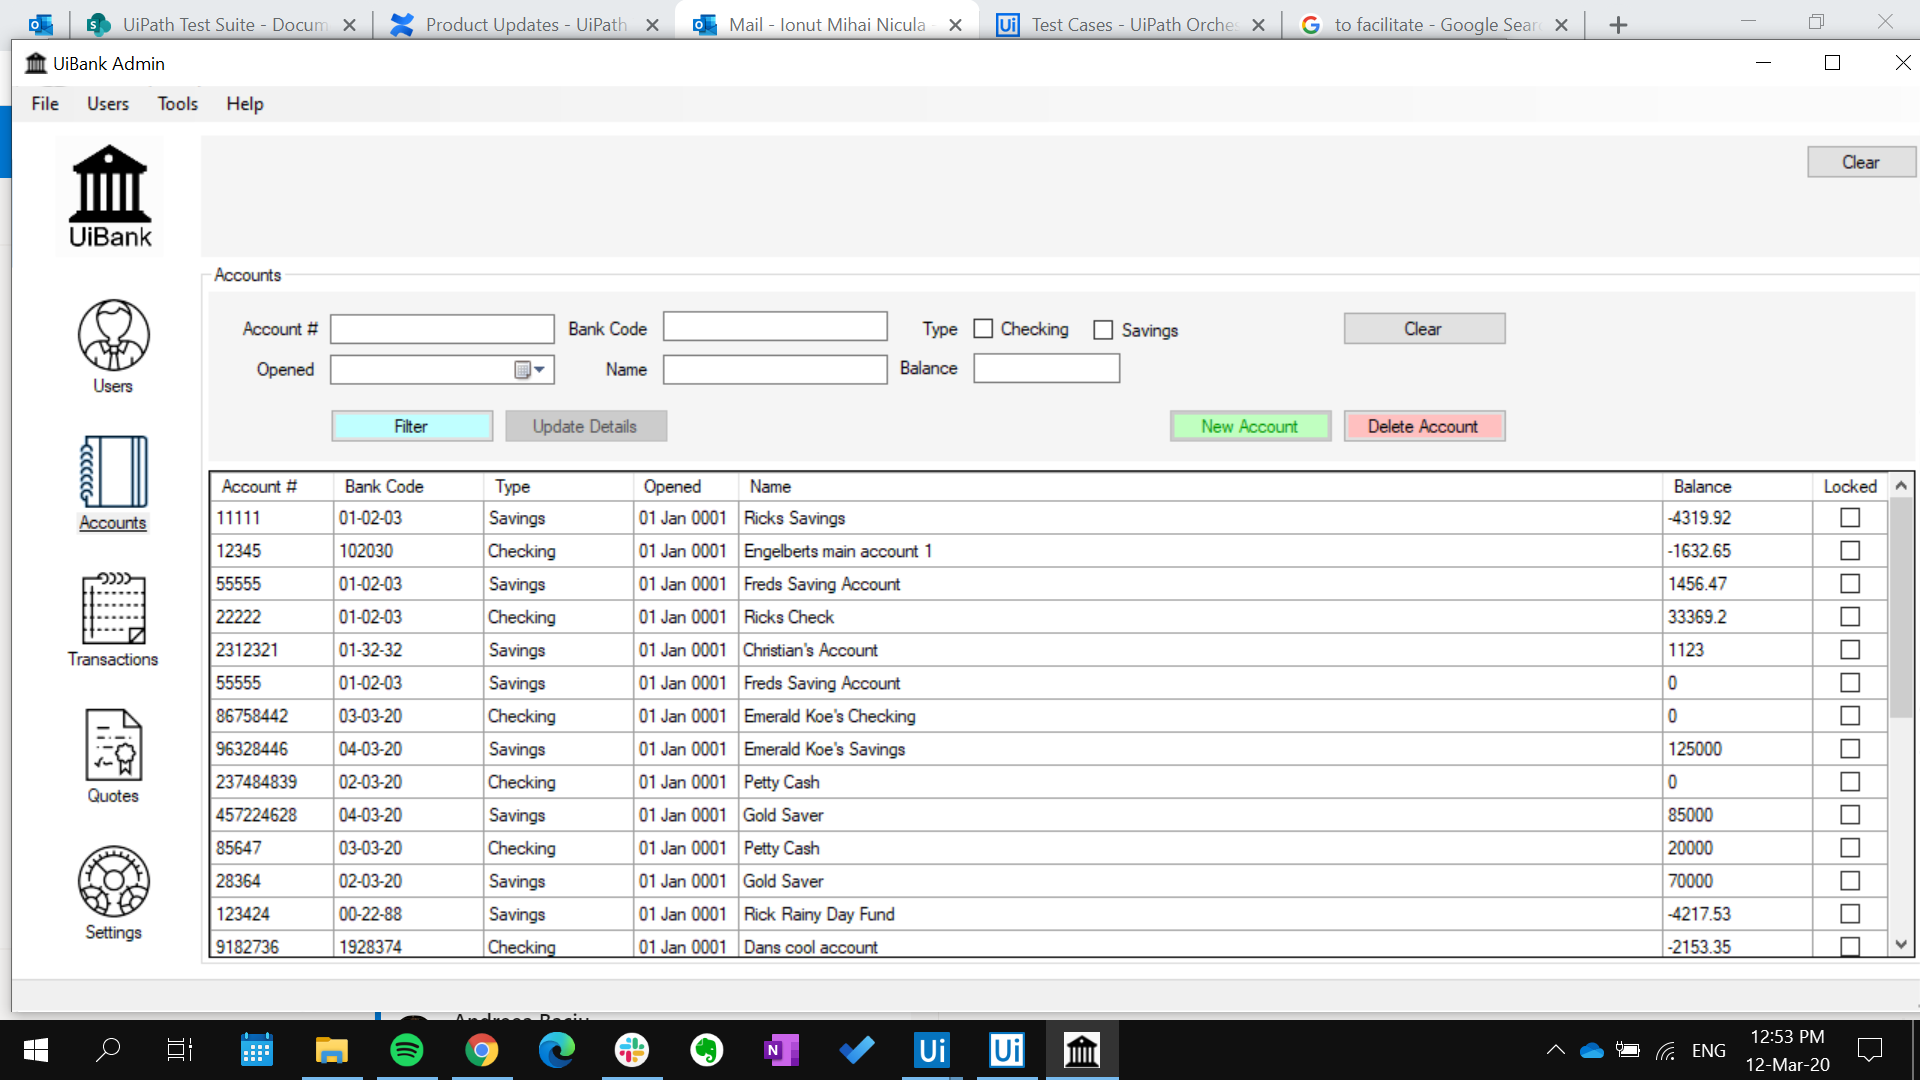 UiPath Test Suite - Docum
Product Updates - UiPath
Mail - Ionut Mihai Nicula -
Test Cases - UiPath Orche
to facilitate - Google Sear
UiBank Admin
File Users Tools Help
UiBank
Clear
Users
Accounts
Transactions
Quotes
Settings
Accounts
Account # Bank Code Type Checking Savings Clear
Opened Name Balance
Filter Update Details New Account Delete Account
Account # Bank Code Type Opened Name Balance Locked
11111 01-02-03 Savings 01 Jan 0001 Ricks Savings -4319.92
12345 102030 Checking 01 Jan 0001 Engelberts main account 1 -1632.65
55555 01-02-03 Savings 01 Jan 0001 Freds Saving Account 1456.47
22222 01-02-03 Checking 01 Jan 0001 Ricks Check 33369.2
2312321 01-32-32 Savings 01 Jan 0001 Christian's Account 1123
55555 01-02-03 Savings 01 Jan 0001 Freds Saving Account 0
86758442 03-03-20 Checking 01 Jan 0001 Emerald Koe's Checking 0
96328446 04-03-20 Savings 01 Jan 0001 Emerald Koe's Savings 125000
237484839 02-03-20 Checking 01 Jan 0001 Petty Cash 0
457224628 04-03-20 Savings 01 Jan 0001 Gold Saver 85000
85647 03-03-20 Checking 01 Jan 0001 Petty Cash 20000
28364 02-03-20 Savings 01 Jan 0001 Gold Saver 70000
123424 00-22-88 Savings 01 Jan 0001 Rick Rainy Day Fund -4217.53
9182736 1928374 Checking 01 Jan 0001 Dans cool account -2153.35
ENG
12:53 PM
12-Mar-20